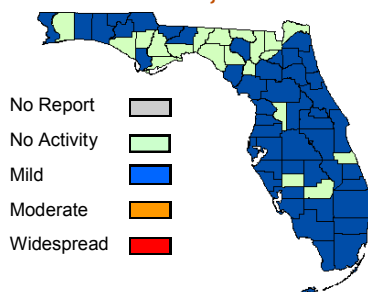 No Report
No Activity
Mild
Moderate
Widespread